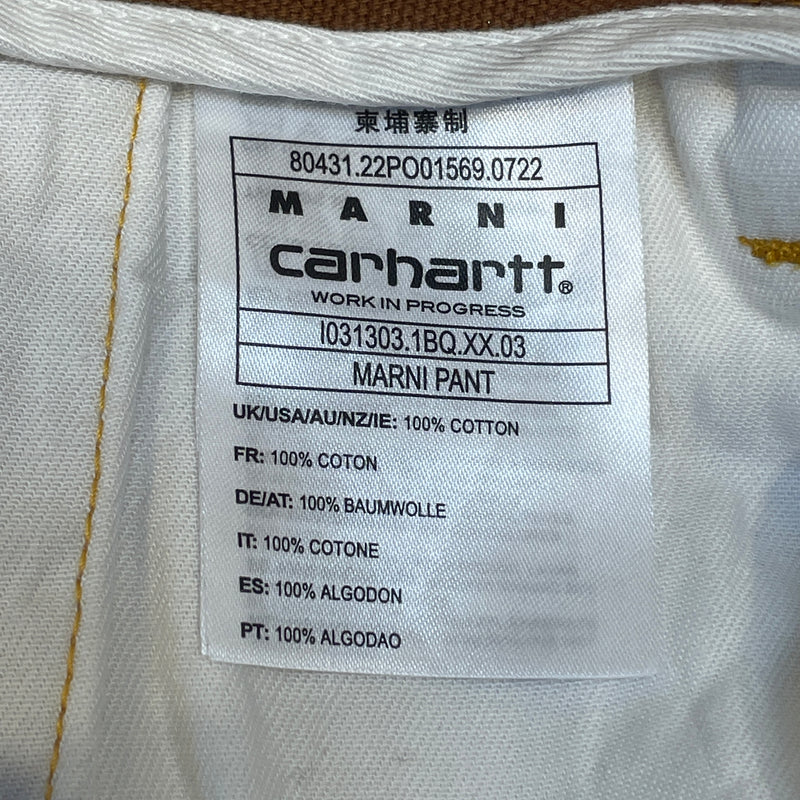 柬埔寨制
80431.22PO01569.0722
MARNI
carhartt®
WORK IN PROGRESS
I031303.1BQ.XX.03
MARNI PANT
UK/USA/AU/NZ/IE: 100% COTTON
FR: 100% COTON
DE/AT: 100% BAUMWOLLE
IT: 100% COTONE
ES: 100% ALGODON
PT: 100% ALGODAO